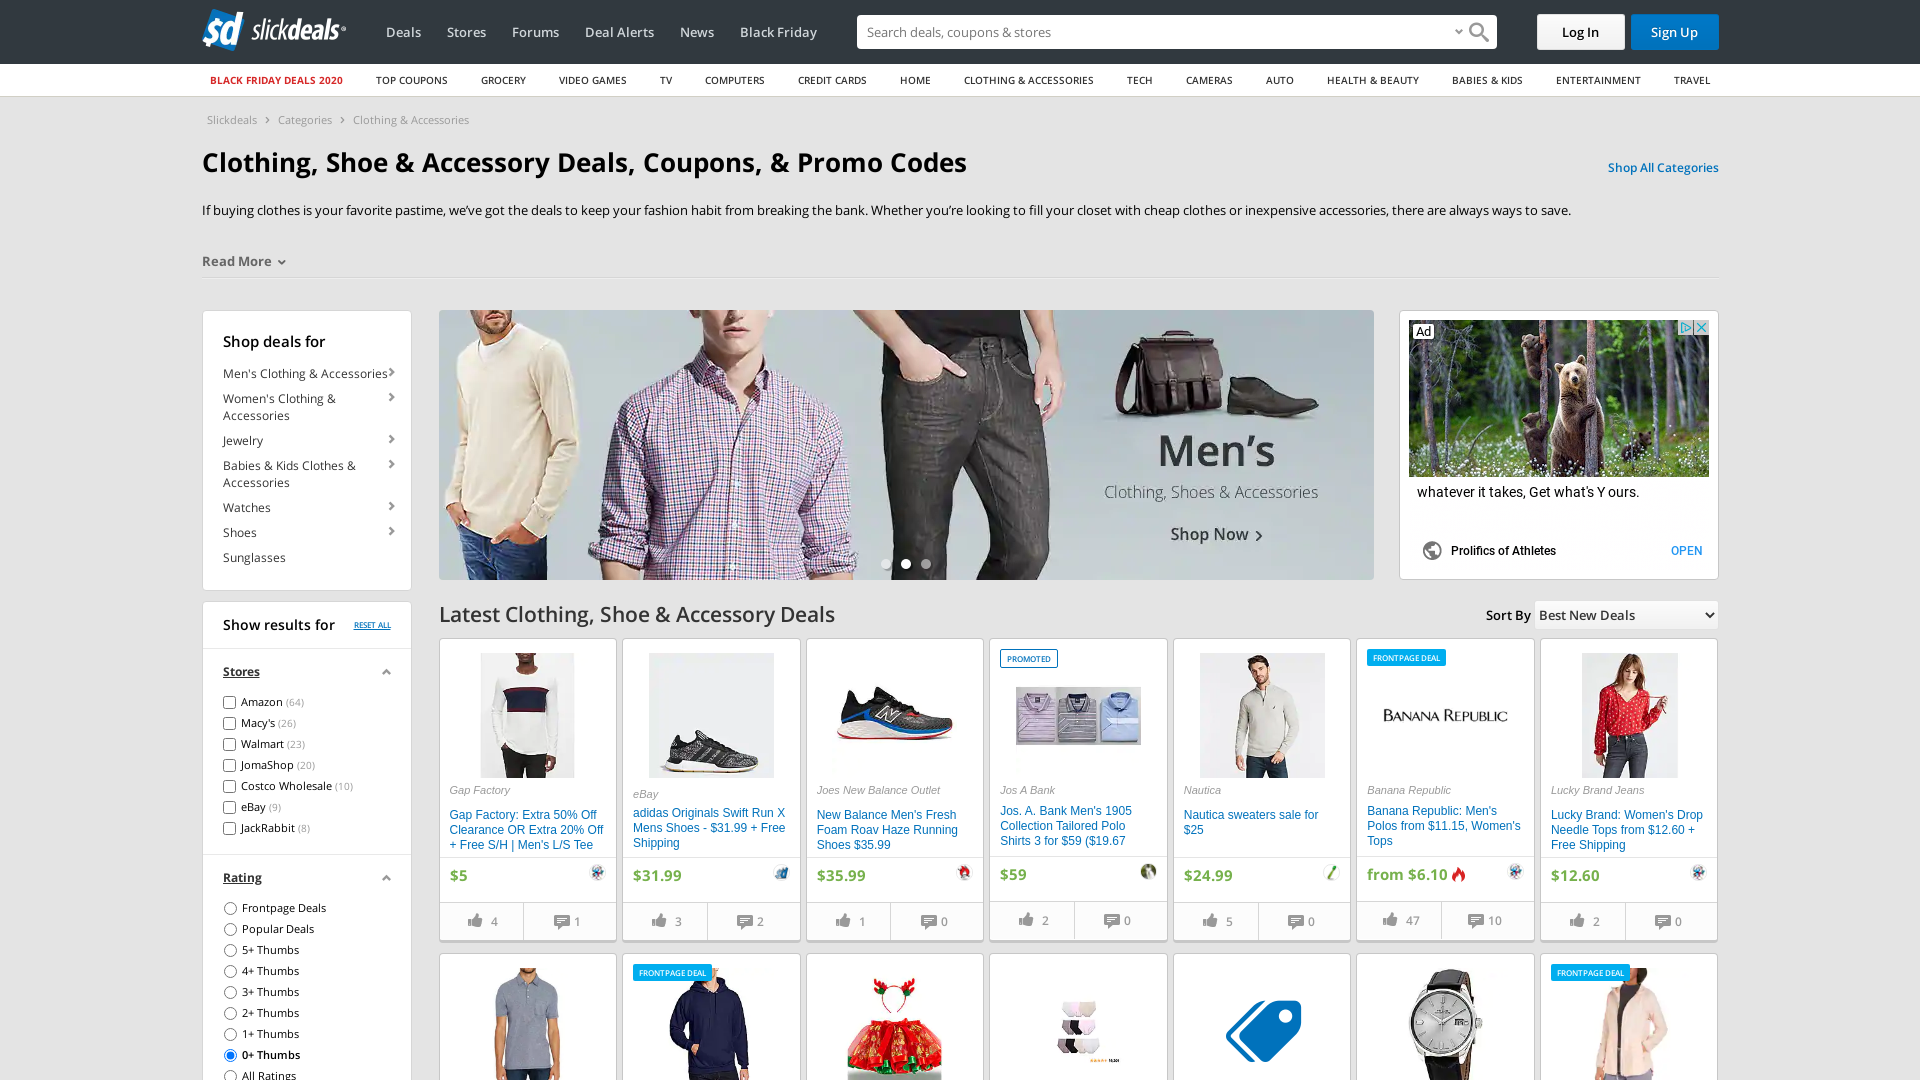 slickdeals
Deals
Stores
Forums
Deal Alerts
News
Black Friday
Search deals, coupons & stores
Log In
Sign Up
BLACK FRIDAY DEALS 2020
TOP COUPONS
GROCERY
VIDEO GAMES
TV
COMPUTERS
CREDIT CARDS
HOME
CLOTHING & ACCESSORIES
TECH
CAMERAS
AUTO
HEALTH & BEAUTY
BABIES & KIDS
ENTERTAINMENT
TRAVEL
Slickdeals > Categories > Clothing & Accessories
Clothing, Shoe & Accessory Deals, Coupons, & Promo Codes
Shop All Categories
If buying clothes is your favorite pastime, we’ve got the deals to keep your fashion habit from breaking the bank. Whether you’re looking to fill your closet with cheap clothes or inexpensive accessories, there are always ways to save.
Read More
Shop deals for
Men's Clothing & Accessories
Women's Clothing &
Accessories
Jewelry
Babies & Kids Clothes &
Accessories
Watches
Shoes
Sunglasses
Men’s
Clothing, Shoes & Accessories
Shop Now
Ad
whatever it takes, Get what's Y ours.
Prolifics of Athletes
OPEN
Show results for
RESET ALL
Stores
Amazon (64)
Macy's (26)
Walmart (23)
JomaShop (20)
Costco Wholesale (10)
eBay (9)
JackRabbit (8)
Rating
Frontpage Deals
Popular Deals
5+ Thumbs
4+ Thumbs
3+ Thumbs
2+ Thumbs
1+ Thumbs
0+ Thumbs
All Ratings
Latest Clothing, Shoe & Accessory Deals
Sort By
Best New Deals
Gap Factory
Gap Factory: Extra 50% Off
Clearance OR Extra 20% Off
+ Free S/H | Men's L/S Tee
$5
4
1
eBay
adidas Originals Swift Run X
Mens Shoes - $31.99 + Free
Shipping
$31.99
3
2
Joes New Balance Outlet
New Balance Men's Fresh
Foam Roav Haze Running
Shoes $35.99
$35.99
1
0
PROMOTED
Jos A Bank
Jos. A. Bank Men's 1905
Collection Tailored Polo
Shirts 3 for $59 ($19.67
$59
2
0
Nautica
Nautica sweaters sale for
$25
$24.99
5
0
FRONTPAGE DEAL
BANANA REPUBLIC
Banana Republic
Banana Republic: Men's
Polos from $11.15, Women's
Tops
from $6.10
47
10
Lucky Brand Jeans
Lucky Brand: Women's Drop
Needle Tops from $12.60 +
Free Shipping
$12.60
2
0
FRONTPAGE DEAL
FRONTPAGE DEAL